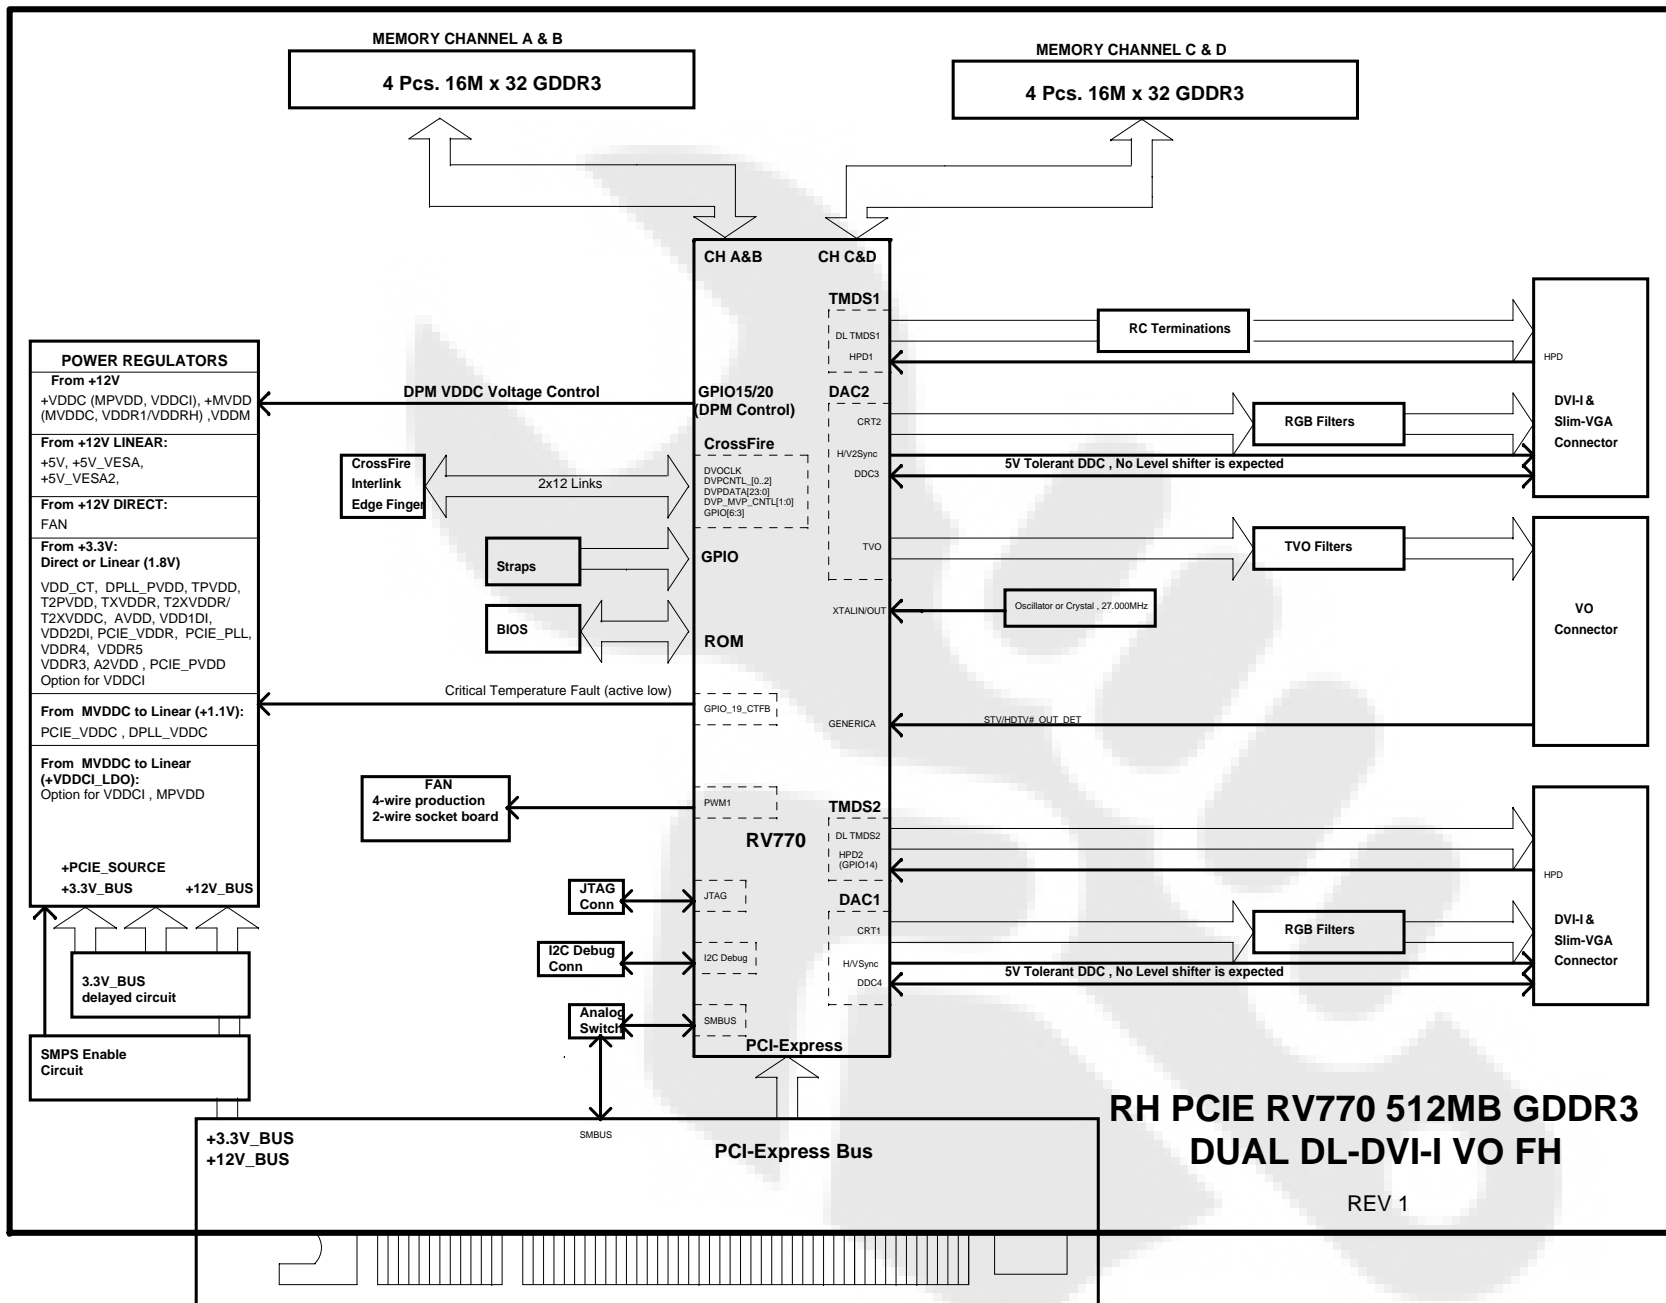 MEMORY CHANNEL A & B
4 Pcs. 16M x 32 GDDR3
MEMORY CHANNEL C & D
4 Pcs. 16M x 32 GDDR3
CH A&B
CH C&D
TMDS1
DL TMDS1
HPD1
RC Terminations
HPD
DVI-I &
Slim-VGA
Connector
POWER REGULATORS
From +12V
+VDDC (MPVDD, VDDCI), +MVDD
(MVDDC, VDDR1/VDDRH) ,VDDM
From +12V LINEAR:
+5V, +5V_VESA,
+5V_VESA2,
From +12V DIRECT:
FAN
From +3.3V:
Direct or Linear (1.8V)
VDD_CT, DPLL_PVDD, TPVDD,
T2PVDD, TXVDDR, T2XVDDR/
T2XVDDC, AVDD, VDD1DI,
VDD2DI, PCIE_VDDR, PCIE_PLL,
VDDR4, VDDR5
VDDR3, A2VDD , PCIE_PVDD
Option for VDDCI
From MVDDC to Linear (+1.1V):
PCIE_VDDC , DPLL_VDDC
From MVDDC to Linear
(+VDDCI_LDO):
Option for VDDCI , MPVDD
+PCIE_SOURCE
+3.3V_BUS
+12V_BUS
DPM VDDC Voltage Control
GPIO15/20
(DPM Control)
DAC2
CRT2
RGB Filters
H/V2Sync
5V Tolerant DDC , No Level shifter is expected
DDC3
CrossFire
Interlink
Edge Finger
2x12 Links
CrossFire
DVOCLK
DVPCNTL_[0..2]
DVPDATA[23:0]
DVP_MVP_CNTL[1:0]
GPIO[6:3]
Straps
GPIO
TVO
TVO Filters
BIOS
ROM
XTALIN/OUT
Oscillator or Crystal , 27.000MHz
VO
Connector
Critical Temperature Fault (active low)
GPIO_19_CTFB
GENERICA
STV/HDTV#_OUT_DET
FAN
4-wire production
2-wire socket board
PWM1
RV770
TMDS2
DL TMDS2
HPD2
(GPIO14)
HPD
DVI-I &
Slim-VGA
Connector
JTAG
Conn
JTAG
DAC1
CRT1
RGB Filters
I2C Debug
Conn
I2C Debug
H/VSync
5V Tolerant DDC , No Level shifter is expected
DDC4
3.3V_BUS
delayed circuit
Analog
Switch
SMBUS
PCI-Express
SMPS Enable
Circuit
+3.3V_BUS
+12V_BUS
SMBUS
PCI-Express Bus
RH PCIE RV770 512MB GDDR3
DUAL DL-DVI-I VO FH
REV 1